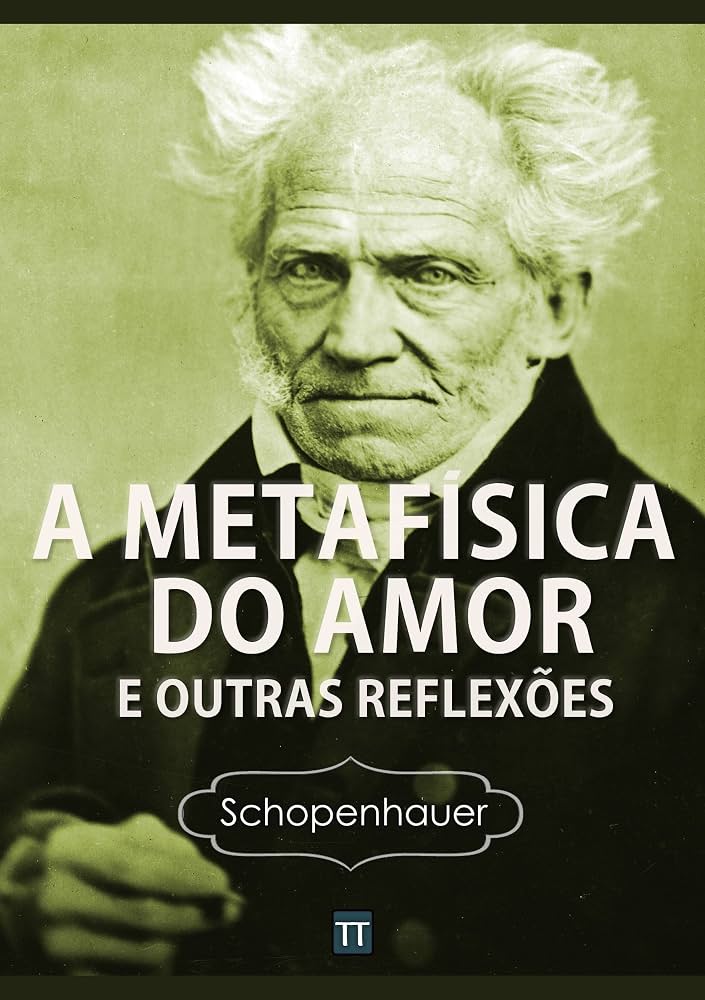 A METAFÍSICA
DO AMOR
E OUTRAS REFLEXÕES
Schopenhauer
TT